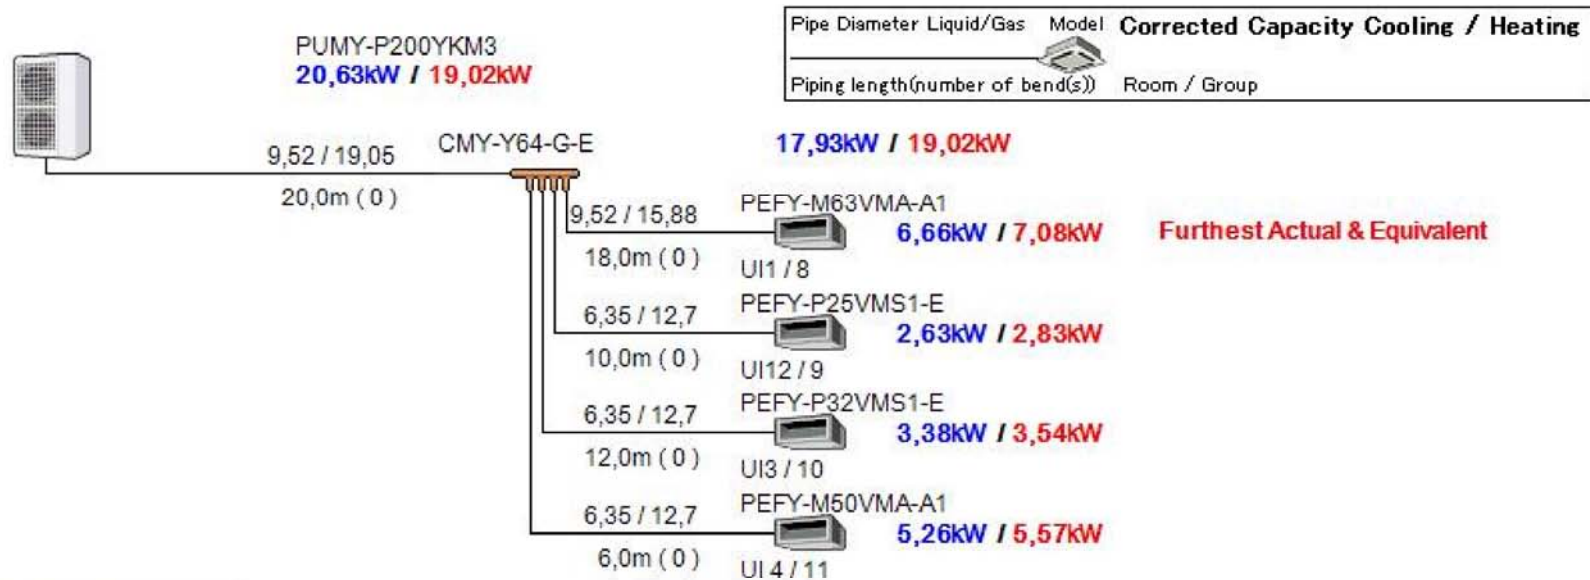 Pipe Diameter Liquid/Gas Model Corrected Capacity Cooling / Heating
Piping length(number of bend(s)) Room / Group
PUMY-P200YKM3
20,63kW / 19,02kW
9,52 / 19,05
20,0m ( 0 )
CMY-Y64-G-E
17,93kW / 19,02kW
9,52 / 15,88
18,0m ( 0 )
PEFY-M63VMA-A1
6,66kW / 7,08kW
Furthest Actual & Equivalent
UI1 / 8
6,35 / 12,7
10,0m ( 0 )
PEFY-P25VMS1-E
2,63kW / 2,83kW
UI12 / 9
6,35 / 12,7
12,0m ( 0 )
PEFY-P32VMS1-E
3,38kW / 3,54kW
UI3 / 10
6,35 / 12,7
6,0m ( 0 )
PEFY-M50VMA-A1
5,26kW / 5,57kW
UI 4 / 11